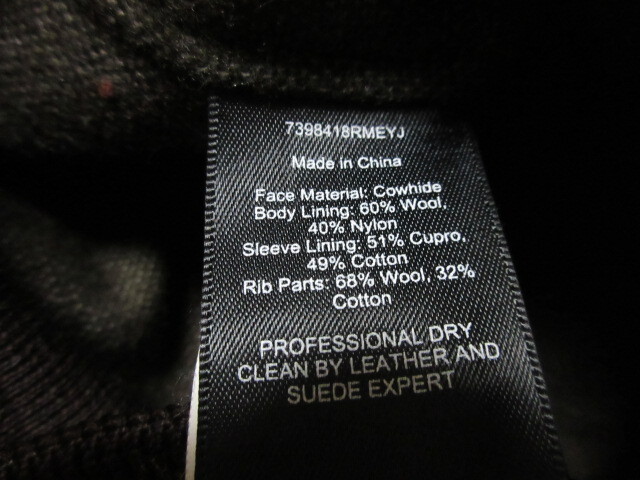 7398418RMEYJ
Made in China
Face Material: Cowhide
Body Lining: 60% Wool,
40% Nylon
Sleeve Lining: 51% Cupro,
49% Cotton
Rib Parts: 68% Wool, 32%
Cotton
PROFESSIONAL DRY
CLEAN BY LEATHER AND
SUEDE EXPERT